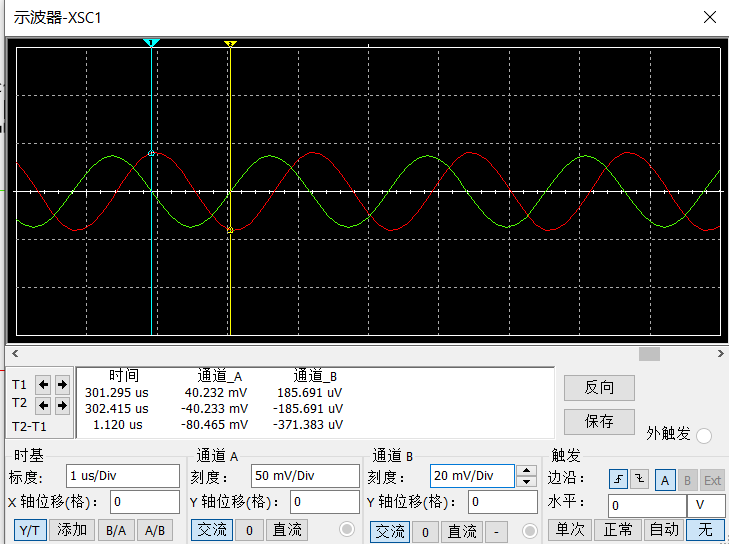 示波器-XSC1
1
2
时间 通道_A 通道_B
T1 301.295 us 40.232 mV 185.691 uV
T2 302.415 us -40.233 mV -185.691 uV
T2-T1 1.120 us -80.465 mV -371.383 uV
反向
保存
外触发
时基
标度: 1 us/Div
X 轴位移(格): 0
Y/T 添加 B/A A/B
通道 A
刻度: 50 mV/Div
Y 轴位移(格): 0
交流 0 直流
通道 B
刻度: 20 mV/Div
Y 轴位移(格): 0
交流 0 直流 -
触发
边沿: A B Ext
水平: 0 V
单次 正常 自动 无